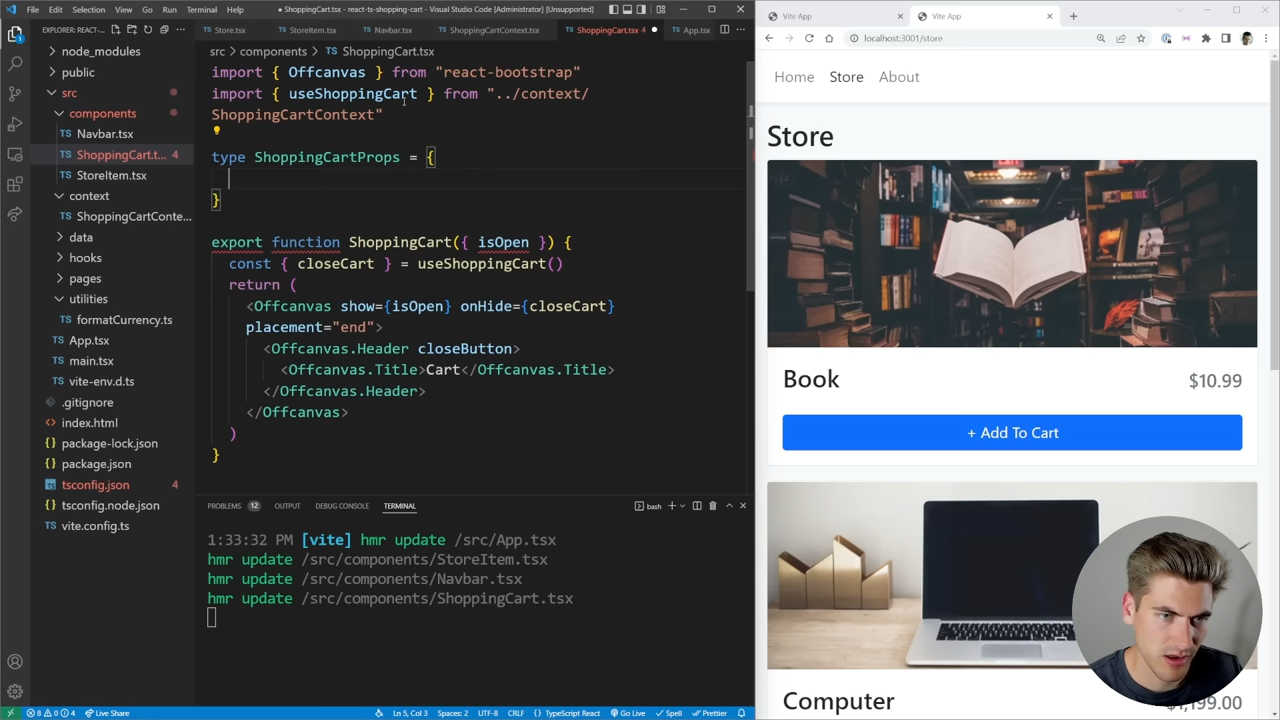 File Edit Selection View Go Run Terminal Help
● ShoppingCart.tsx - react-ts-shopping-cart - Visual Studio Code [Administrator] [Unsupported]
EXPLORER: REACT-...
Store.tsx
StoreItem.tsx
Navbar.tsx
ShoppingCartContext.tsx
ShoppingCart.tsx 4
App.tsx
node_modules
public
src
components
Navbar.tsx
ShoppingCart.t... 4
StoreItem.tsx
context
ShoppingCartConte...
data
hooks
pages
utilities
formatCurrency.ts
App.tsx
main.tsx
vite-env.d.ts
.gitignore
index.html
package-lock.json
package.json
tsconfig.json 4
tsconfig.node.json
vite.config.ts
src > components > ShoppingCart.tsx
import { Offcanvas } from "react-bootstrap"
import { useShoppingCart } from "../context/
ShoppingCartContext"
type ShoppingCartProps = {
}
export function ShoppingCart({ isOpen }) {
const { closeCart } = useShoppingCart()
return (
<Offcanvas show={isOpen} onHide={closeCart}
placement="end">
<Offcanvas.Header closeButton>
<Offcanvas.Title>Cart</Offcanvas.Title>
</Offcanvas.Header>
</Offcanvas>
)
}
PROBLEMS 12 OUTPUT DEBUG CONSOLE TERMINAL
bash
1:33:32 PM [vite] hmr update /src/App.tsx
hmr update /src/components/StoreItem.tsx
hmr update /src/components/Navbar.tsx
hmr update /src/components/ShoppingCart.tsx
8 0 4 Live Share
Ln 5, Col 3 Spaces: 2 UTF-8 CRLF {} TypeScript React Go Live Spell Prettier
Vite App
Vite App
localhost:3001/store
Home Store About
Store
Book $10.99
+ Add To Cart
Computer $1,199.00